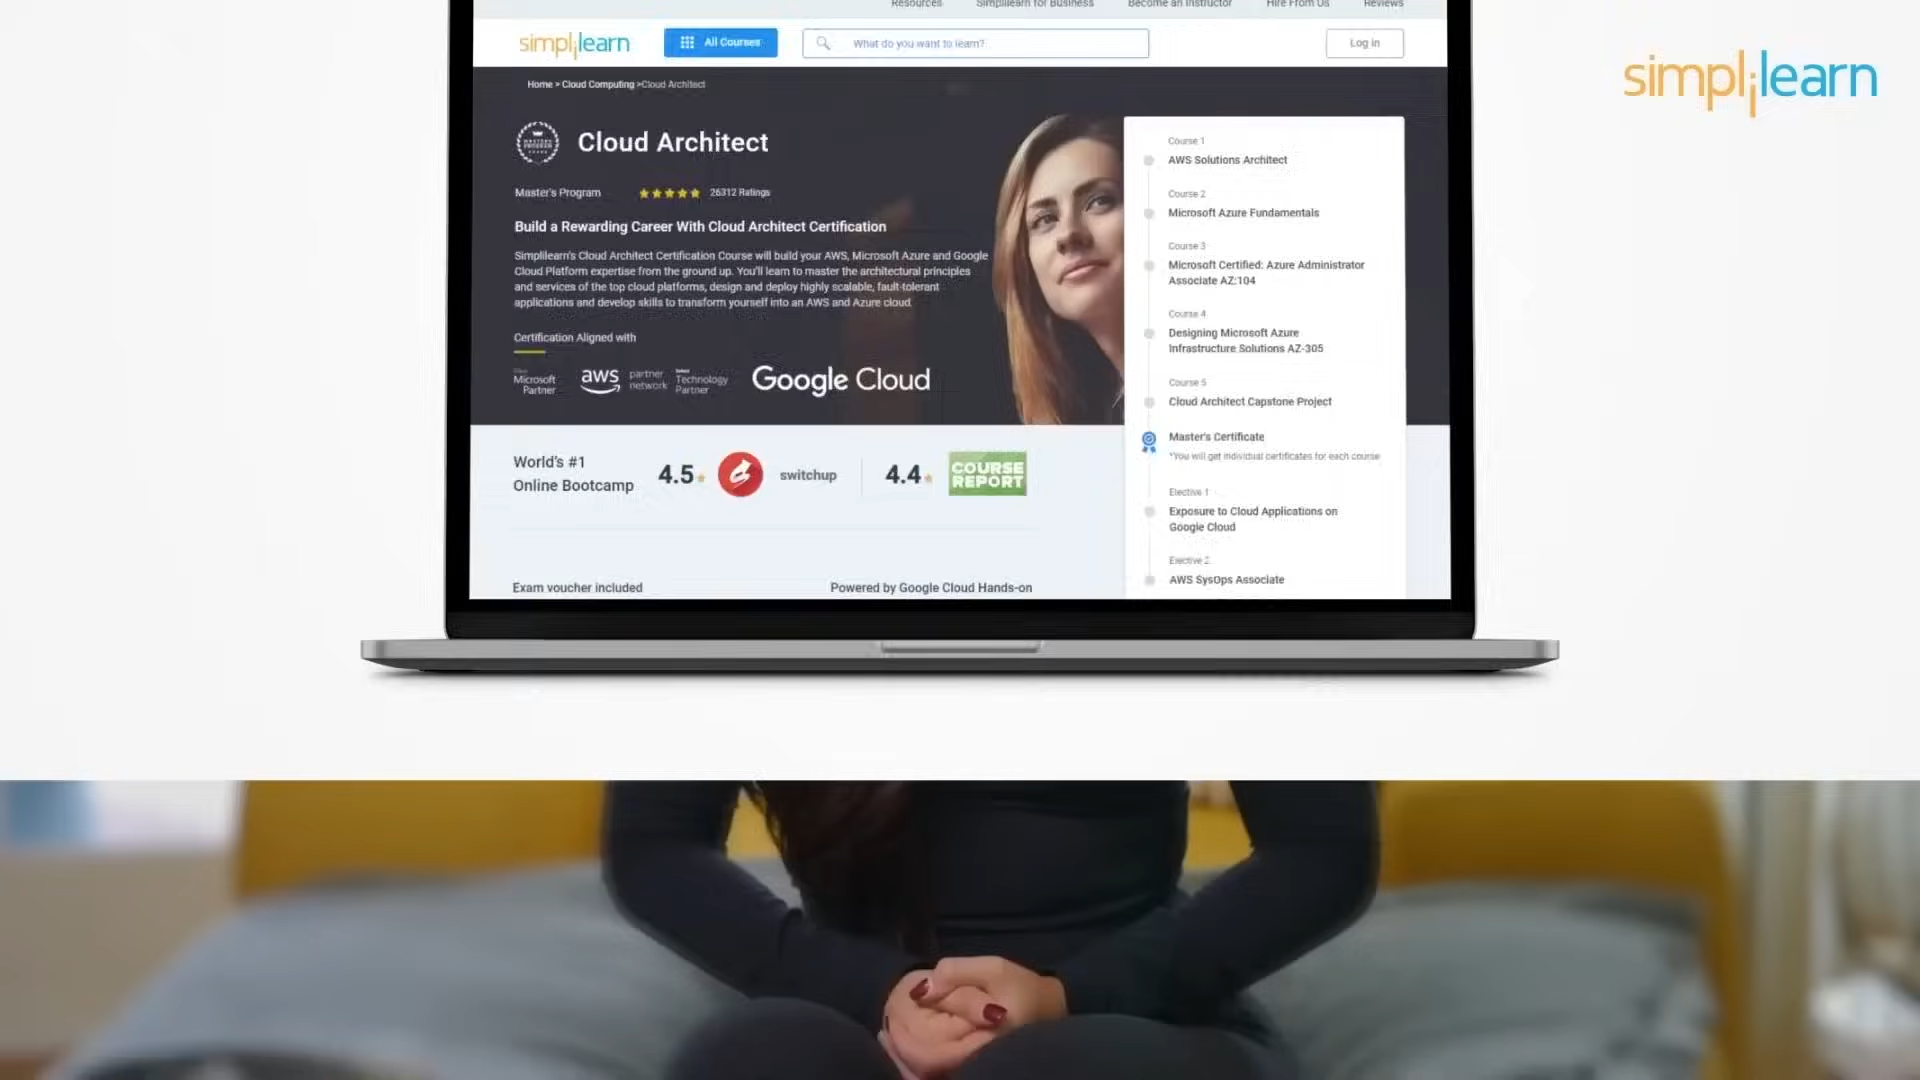 Resources Simplilearn for Business Become an Instructor Hire From Us Reviews
simplilearn All Courses What do you want to learn? Log in
simplilearn
Home > Cloud Computing >Cloud Architect
Cloud Architect
Master's Program 26312 Ratings
Build a Rewarding Career With Cloud Architect Certification
Simplilearn's Cloud Architect Certification Course will build your AWS, Microsoft Azure and Google
Cloud Platform expertise from the ground up. You'll learn to master the architectural principles
and services of the top cloud platforms, design and deploy highly scalable, fault-tolerant
applications and develop skills to transform yourself into an AWS and Azure cloud.
Certification Aligned with
Microsoft
Partner
aws partner
network
Technology
Partner
Google Cloud
World's #1
Online Bootcamp
4.5 switchup
4.4 COURSE
REPORT
Exam voucher included
Powered by Google Cloud Hands-on
Course 1
AWS Solutions Architect
Course 2
Microsoft Azure Fundamentals
Course 3
Microsoft Certified: Azure Administrator
Associate AZ:104
Course 4
Designing Microsoft Azure
Infrastructure Solutions AZ-305
Course 5
Cloud Architect Capstone Project
Master's Certificate
*You will get individual certificates for each course
Elective 1
Exposure to Cloud Applications on
Google Cloud
Elective 2
AWS SysOps Associate